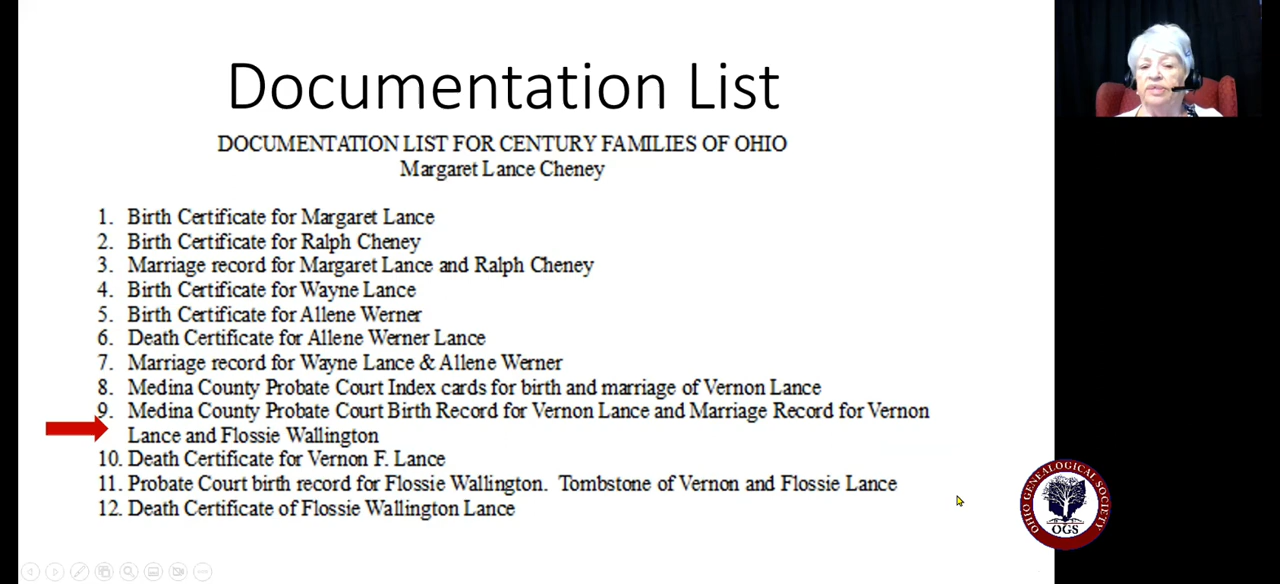 Documentation List
DOCUMENTATION LIST FOR CENTURY FAMILIES OF OHIO
Margaret Lance Cheney
1. Birth Certificate for Margaret Lance
2. Birth Certificate for Ralph Cheney
3. Marriage record for Margaret Lance and Ralph Cheney
4. Birth Certificate for Wayne Lance
5. Birth Certificate for Allene Werner
6. Death Certificate for Allene Werner Lance
7. Marriage record for Wayne Lance & Allene Werner
8. Medina County Probate Court Index cards for birth and marriage of Vernon Lance
9. Medina County Probate Court Birth Record for Vernon Lance and Marriage Record for Vernon
Lance and Flossie Wallington
10. Death Certificate for Vernon F. Lance
11. Probate Court birth record for Flossie Wallington. Tombstone of Vernon and Flossie Lance
12. Death Certificate of Flossie Wallington Lance
OHIO GENEALOGICAL SOCIETY
OGS